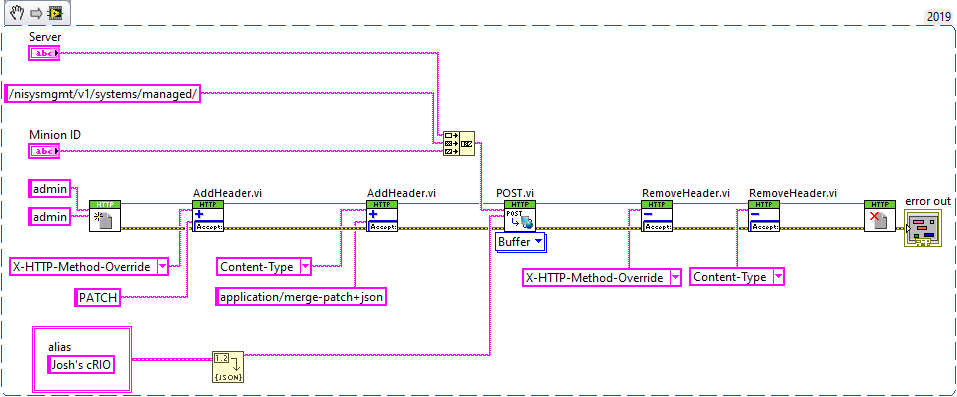 2019
Server
abc
/nisysmgmt/v1/systems/managed/
Minion ID
abc
admin
admin
HTTP
AddHeader.vi
HTTP
Accept:
AddHeader.vi
HTTP
Accept:
POST.vi
HTTP
POST
Buffer
RemoveHeader.vi
HTTP
Accept:
RemoveHeader.vi
HTTP
Accept:
HTTP
error out
X-HTTP-Method-Override
PATCH
Content-Type
application/merge-patch+json
X-HTTP-Method-Override
Content-Type
alias
Josh's cRIO
1.2
{JSON}